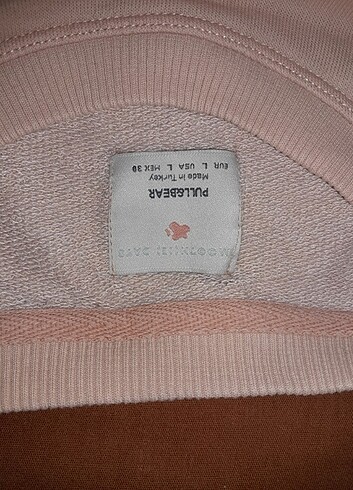 PULL&BEAR
Made in Turkey
EUR L USA L MEX 30